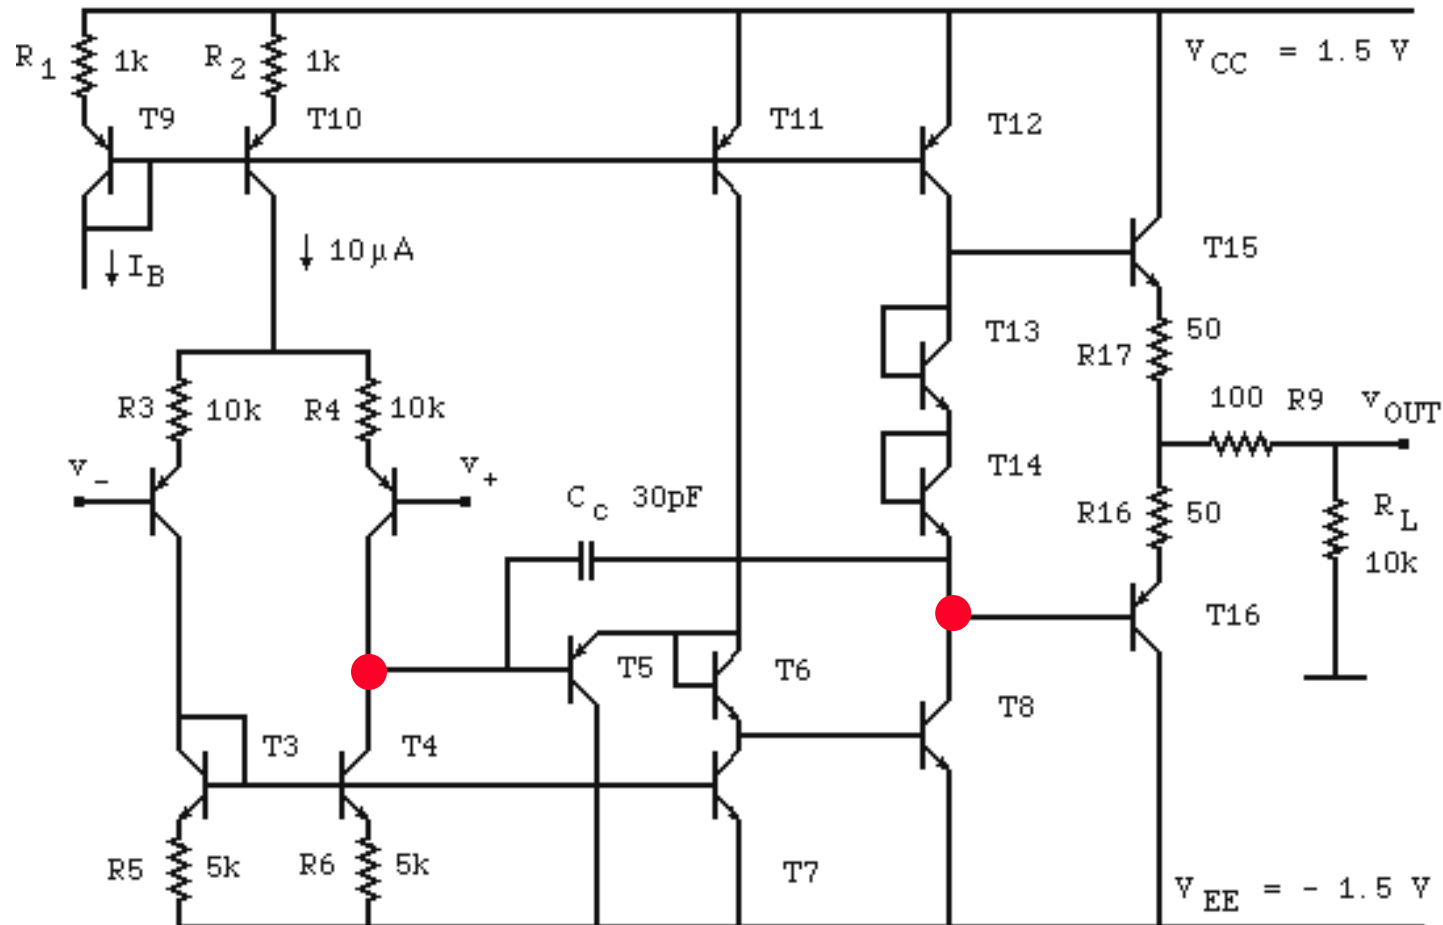 R1 1k R2 1k
VCC = 1.5 V
T9 T10 T11 T12
IB 10µA
T15
T13
50
R17
R3 10k R4 10k
100 R9 vOUT
v- v+
T14
Cc 30pF
R16 50
RL
10k
T16
T5 T6
T8
T3 T4
R5 5k R6 5k
T7
VEE = - 1.5 V